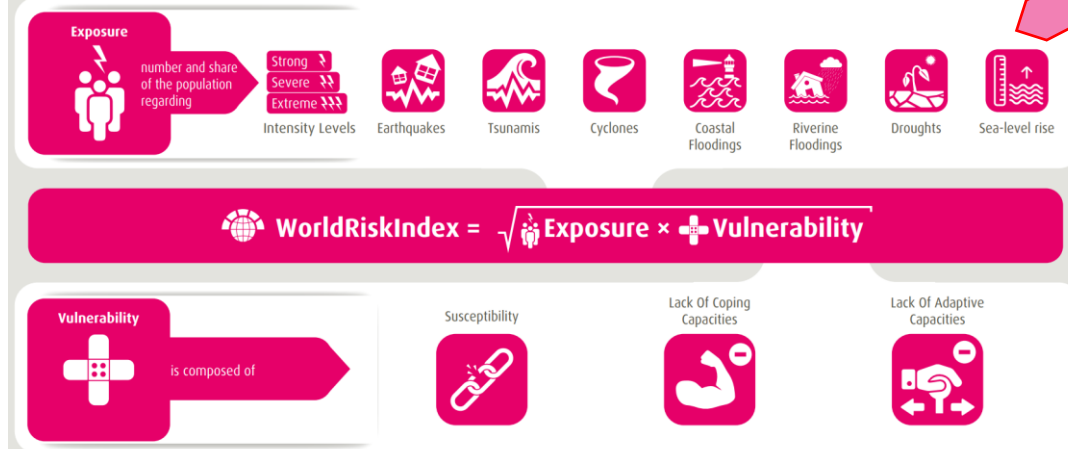 Exposure
number and share
of the population
regarding
Strong
Severe
Extreme
Intensity Levels
Earthquakes
Tsunamis
Cyclones
Coastal
Floodings
Riverine
Floodings
Droughts
Sea-level rise
WorldRiskIndex = √Exposure × Vulnerability
Vulnerability
is composed of
Susceptibility
Lack Of Coping
Capacities
Lack Of Adaptive
Capacities